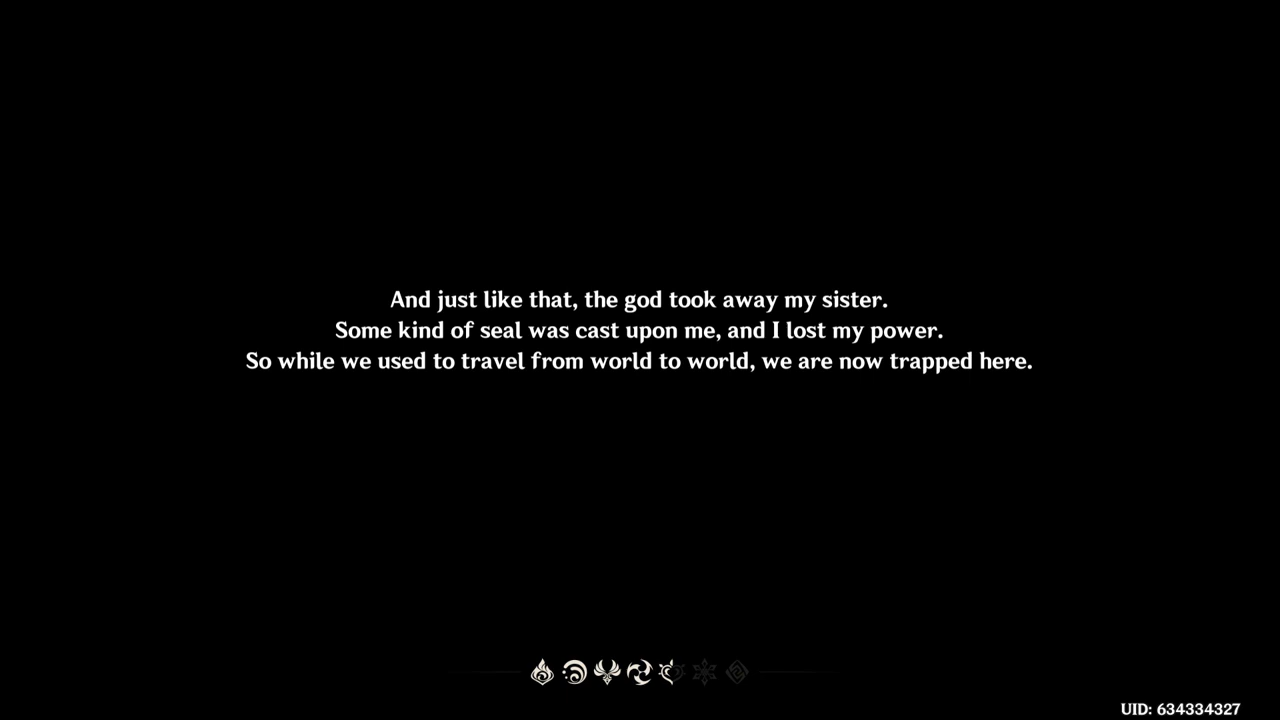 And just like that, the god took away my sister.
Some kind of seal was cast upon me, and I lost my power.
So while we used to travel from world to world, we are now trapped here.
UID: 634334327